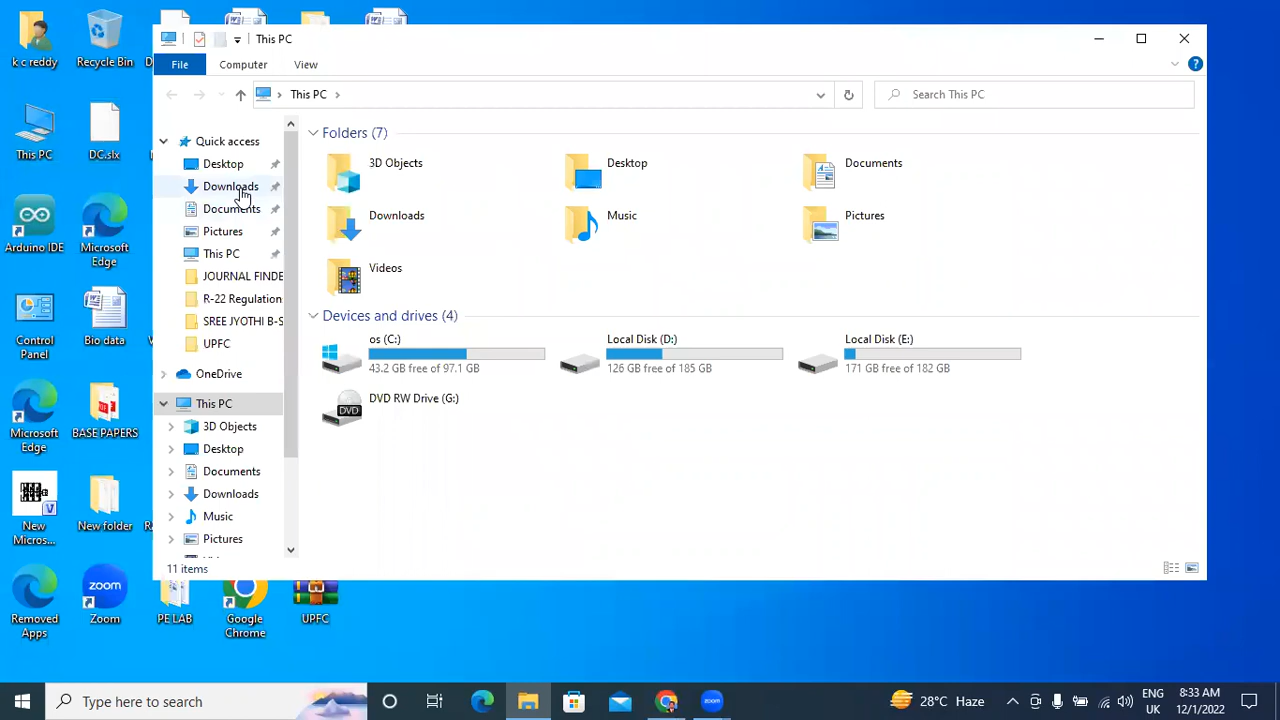 k c reddy
Recycle Bin
This PC
DC.slx
Arduino IDE
Microsoft
Edge
Control
Panel
Bio data
Microsoft
Edge
BASE PAPERS
New
Micros...
New folder
Removed
Apps
Zoom
PE LAB
Google
Chrome
UPFC
This PC
File
Computer
View
This PC
Search This PC
Quick access
Desktop
Downloads
Documents
Pictures
This PC
JOURNAL FINDE
R-22 Regulation
SREE JYOTHI B-S
UPFC
OneDrive
This PC
3D Objects
Desktop
Documents
Downloads
Music
Pictures
Folders (7)
3D Objects
Desktop
Documents
Downloads
Music
Pictures
Videos
Devices and drives (4)
os (C:)
43.2 GB free of 97.1 GB
Local Disk (D:)
126 GB free of 185 GB
Local Disk (E:)
171 GB free of 182 GB
DVD
DVD RW Drive (G:)
11 items
Type here to search
zoom
28°C Haze
ENG
UK
8:33 AM
12/1/2022